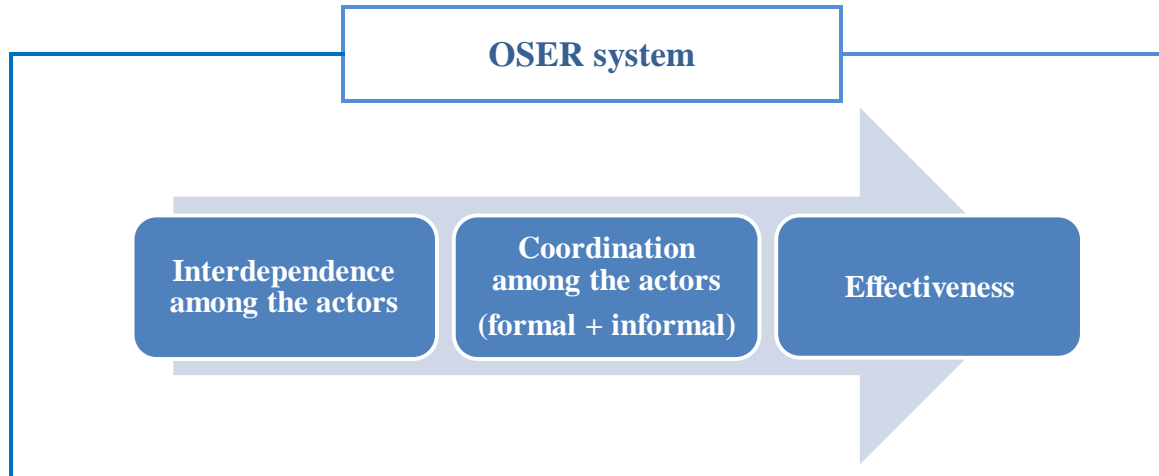 OSER system
Interdependence
among the actors
Coordination
among the actors
(formal + informal)
Effectiveness